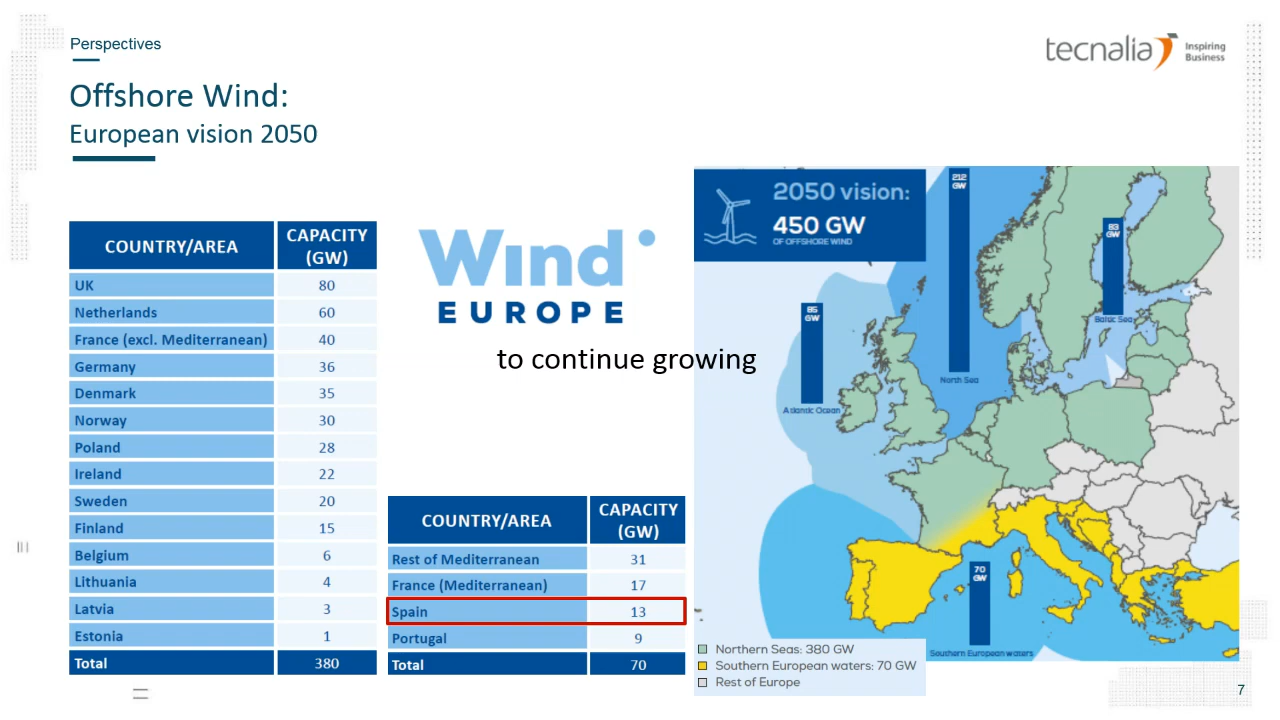 Perspectives
tecnalia Inspiring Business
Offshore Wind:
European vision 2050
COUNTRY/AREA CAPACITY (GW)
UK 80
Netherlands 60
France (excl. Mediterranean) 40
Germany 36
Denmark 35
Norway 30
Poland 28
Ireland 22
Sweden 20
Finland 15
Belgium 6
Lithuania 4
Latvia 3
Estonia 1
Total 380
Wind
EUROPE
to continue growing
COUNTRY/AREA CAPACITY (GW)
Rest of Mediterranean 31
France (Mediterranean) 17
Spain 13
Portugal 9
Total 70
2050 vision:
450 GW
OF OFFSHORE WIND
212 GW
North Sea
83 GW
Baltic Sea
85 GW
Atlantic Ocean
70 GW
Southern European waters
Northern Seas: 380 GW
Southern European waters: 70 GW
Rest of Europe
7